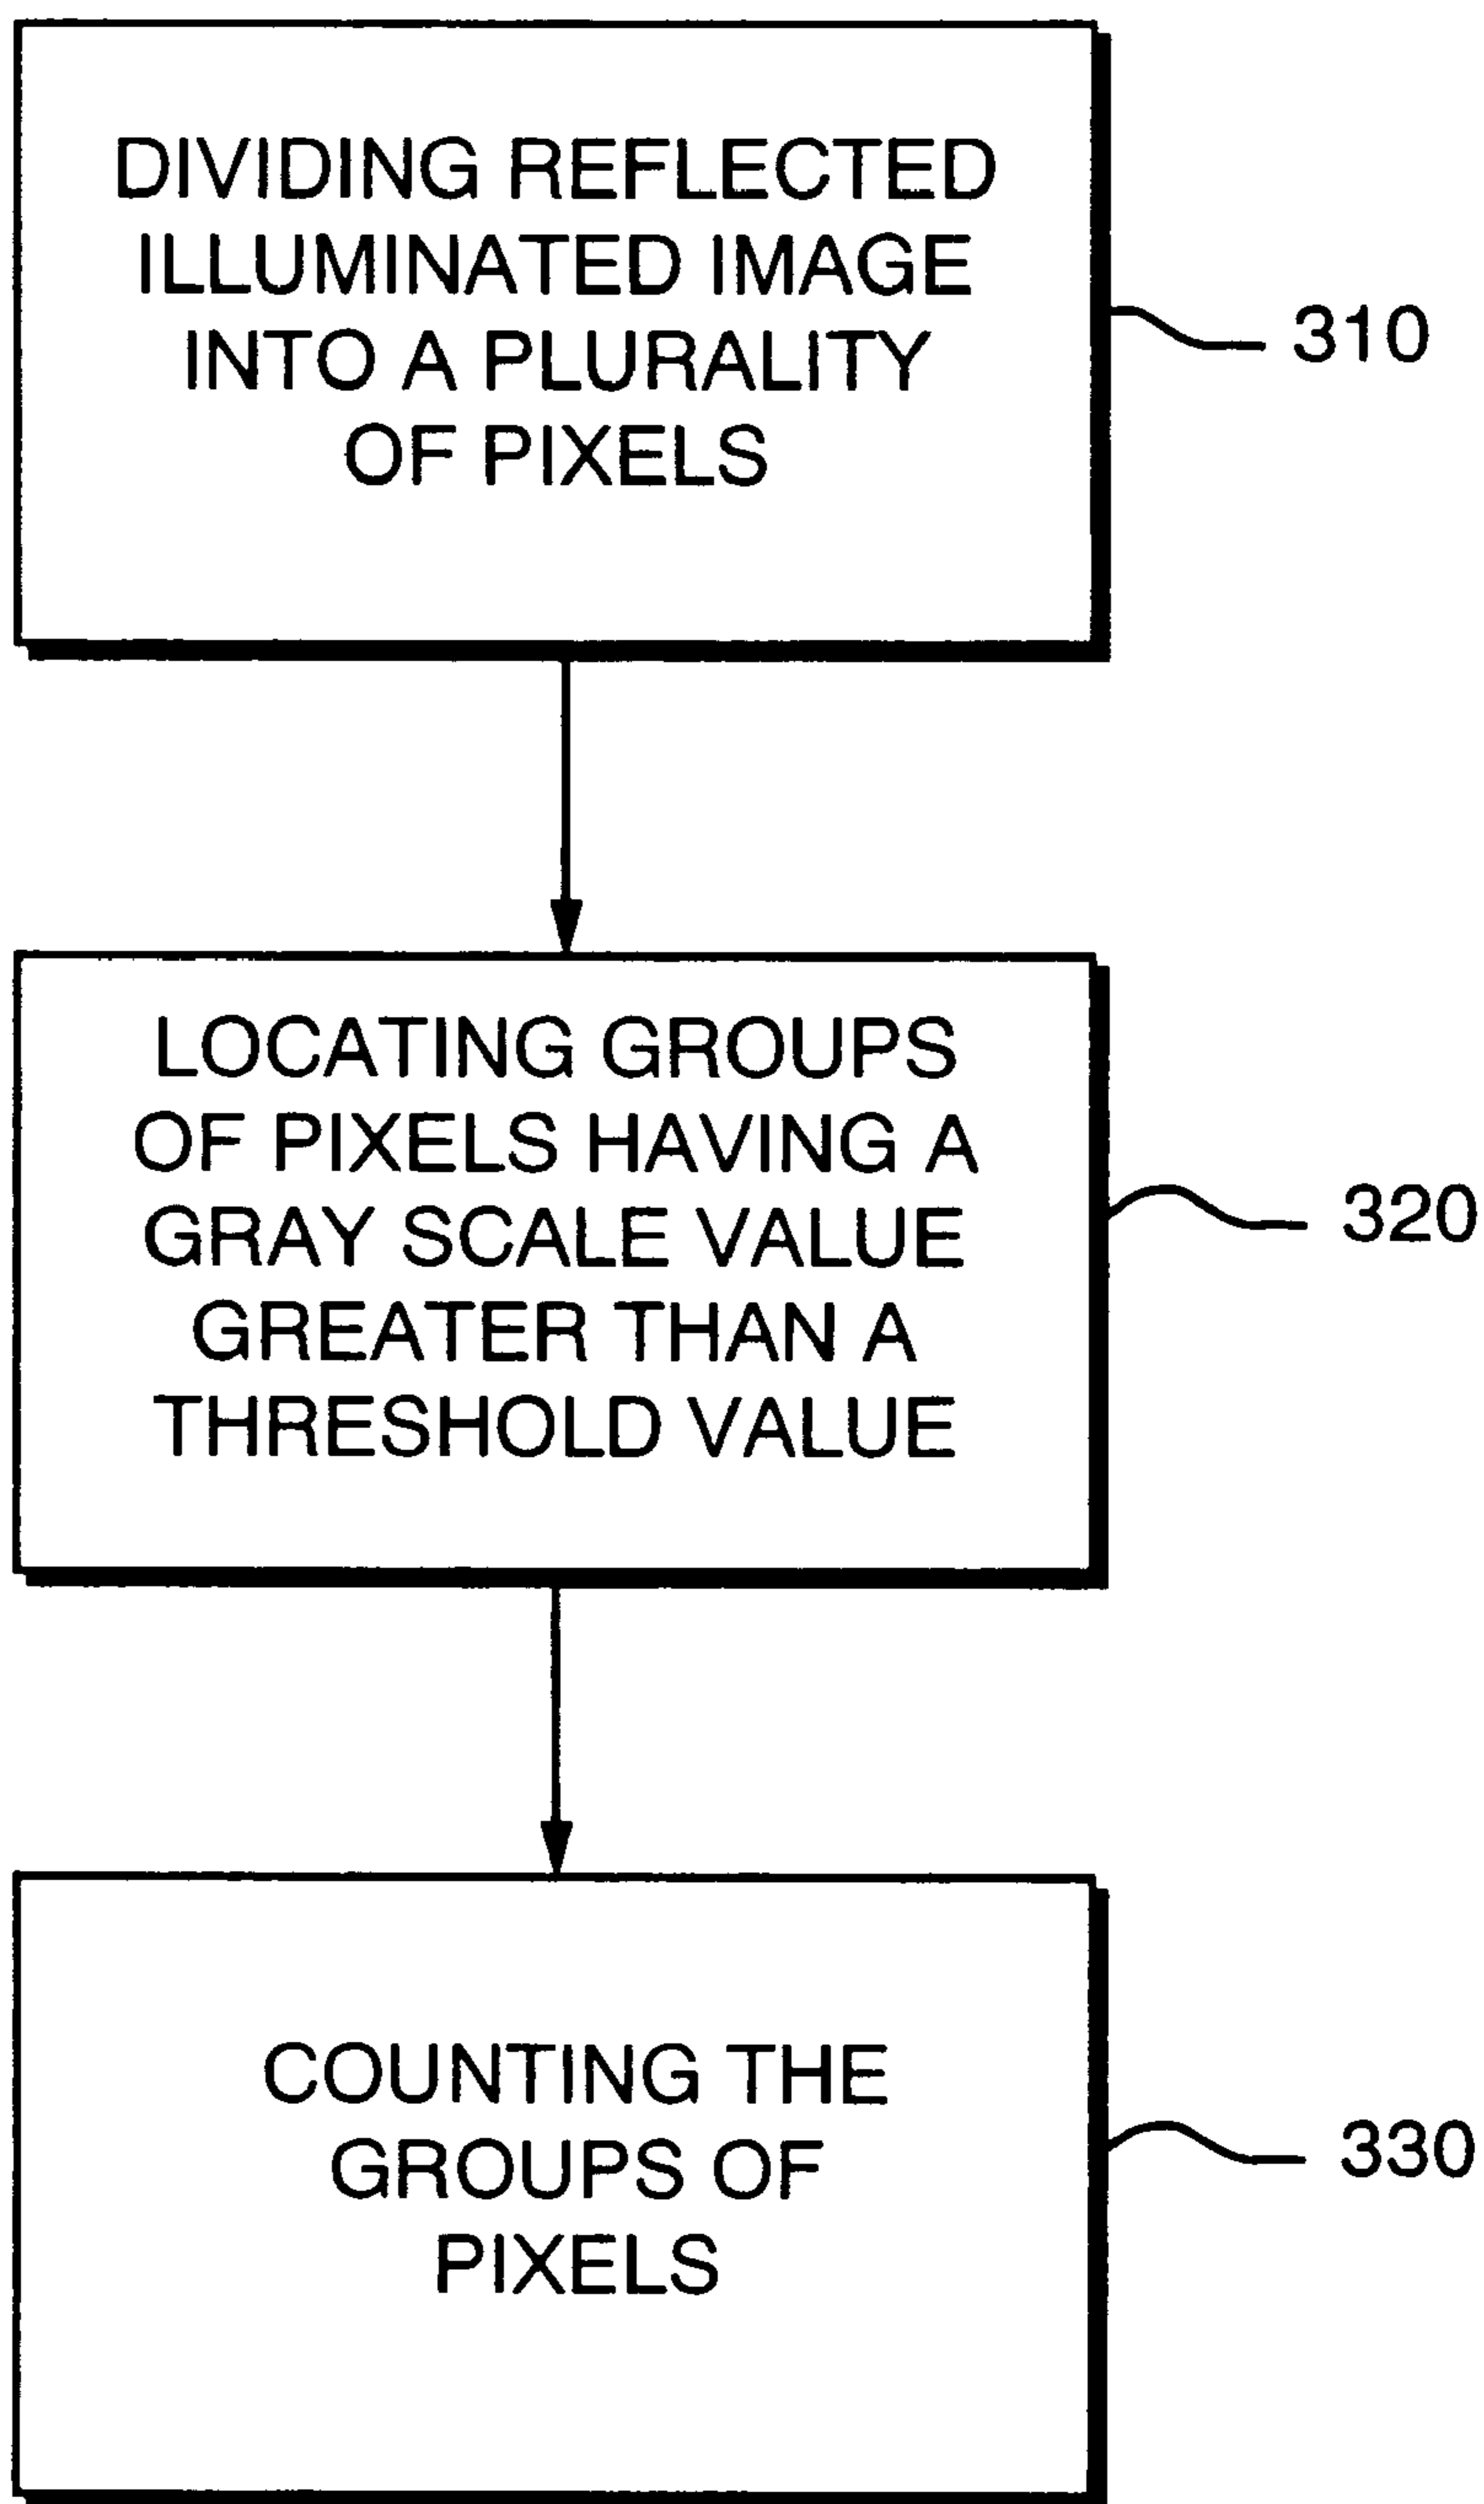 DIVIDING REFLECTED
ILLUMINATED IMAGE
INTO A PLURALITY
OF PIXELS
310
LOCATING GROUPS
OF PIXELS HAVING A
GRAY SCALE VALUE
GREATER THAN A
THRESHOLD VALUE
320
COUNTING THE
GROUPS OF
PIXELS
330